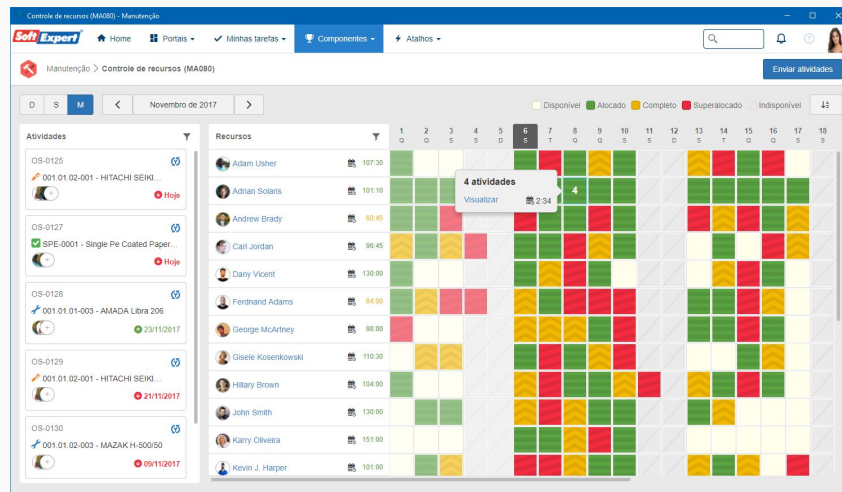 Controle de recursos (MA080) - Manutenção
Soft Expert Home Portais Minhas tarefas Componentes Atalhos
Manutenção > Controle de recursos (MA080) Enviar atividades
D S M < Novembro de 2017 > Disponível Alocado Completo Superalocado Indisponível
Atividades
OS-0125
001.01.02-001 - HITACHI SEIKI...
Hoje
OS-0127
SPE-0001 - Single Pe Coated Paper...
Hoje
OS-0128
001.01.01-003 - AMADA Libra 206
23/11/2017
OS-0129
001.01.02-001 - HITACHI SEIKI...
21/11/2017
OS-0130
001.01.02-003 - MAZAK H-500/50
09/11/2017
Recursos
1 2 3 4 5 6 7 8 9 10 11 12 13 14 15 16 17 18
Q Q S S D S T Q Q S S D S T Q Q S S
Adam Usher 107:30
Adrian Solaris 101:10
Andrew Brady 60:45
Carl Jordan 96:45
Dany Vicent 130:00
Ferdnand Adams 84:00
George McArtney 98:00
Gisele Kosenkowski 110:30
Hillary Brown 104:00
John Smith 130:00
Karry Oliveira 151:00
Kevin J. Harper 101:00
4 atividades
Visualizar 2:34
4